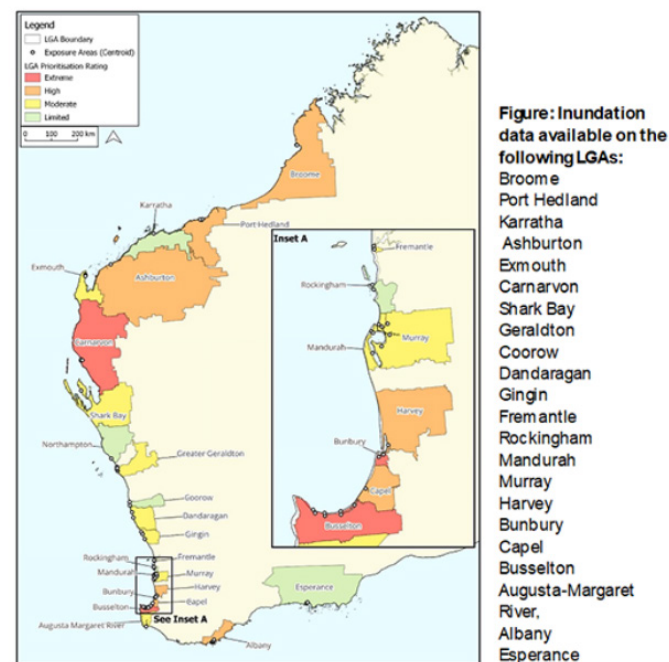 Legend
LGA Boundary
Exposure Areas (Centroid)
LGA Prioritisation Rating
Extreme
High
Moderate
Limited
0 100 200 km
Broome
Karratha
Port Hedland
Exmouth
Ashburton
Carnarvon
Shark Bay
Northampton
Greater Geraldton
Coorow
Dandaragan
Gingin
Rockingham
Fremantle
Mandurah
Murray
Bunbury
Harvey
Busselton
Capel
See Inset A
Augusta Margaret River
Albany
Esperance
Inset A
Fremantle
Rockingham
Murray
Mandurah
Harvey
Bunbury
Capel
Busselton
Figure: Inundation
data available on the
following LGAs:
Broome
Port Hedland
Karratha
Ashburton
Exmouth
Carnarvon
Shark Bay
Geraldton
Coorow
Dandaragan
Gingin
Fremantle
Rockingham
Mandurah
Murray
Harvey
Bunbury
Capel
Busselton
Augusta-Margaret
River,
Albany
Esperance